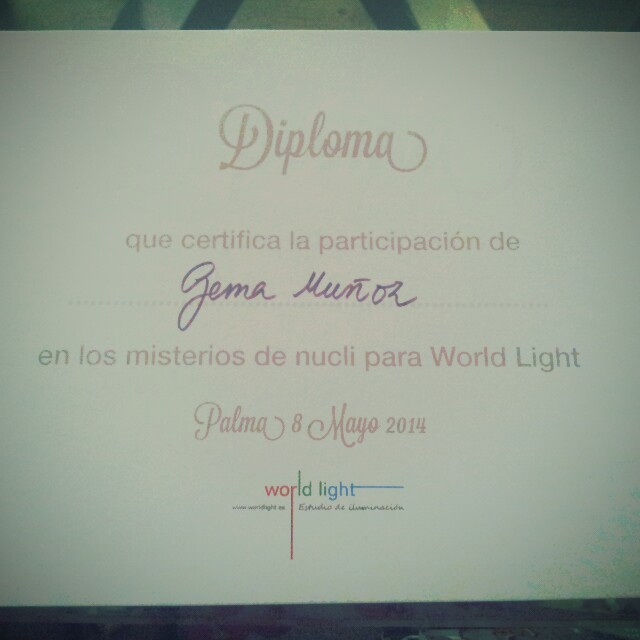 Diploma
que certifica la participación de
Gema Muñoz
en los misterios de nucli para World Light
Palma 8 Mayo 2014
world light
www.worldlight.es Estudio de iluminación